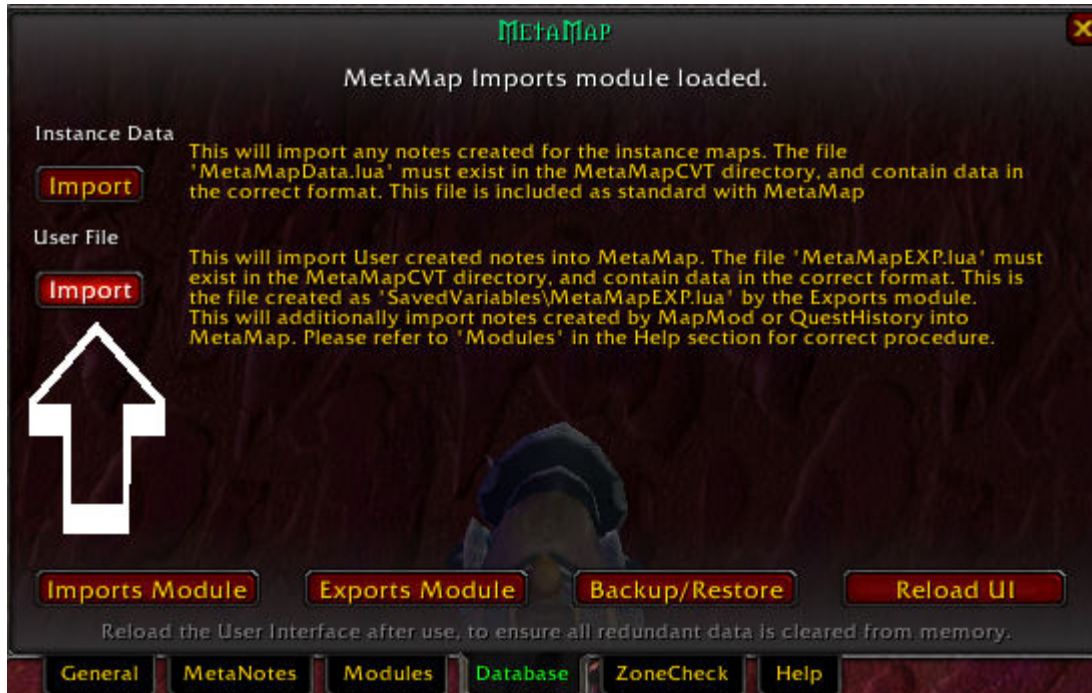 MetaMap
MetaMap Imports module loaded.
Instance Data
This will import any notes created for the instance maps. The file
'MetaMapData.lua' must exist in the MetaMapCVT directory, and contain data in
the correct format. This file is included as standard with MetaMap
Import
User File
This will import User created notes into MetaMap. The file 'MetaMapEXP.lua' must
exist in the MetaMapCVT directory, and contain data in the correct format. This is
the file created as 'SavedVariables\MetaMapEXP.lua' by the Exports module.
This will additionally import notes created by MapMod or QuestHistory into
MetaMap. Please refer to 'Modules' in the Help section for correct procedure.
Import
Imports Module Exports Module Backup/Restore Reload UI
Reload the User Interface after use, to ensure all redundant data is cleared from memory.
General MetaNotes Modules Database ZoneCheck Help